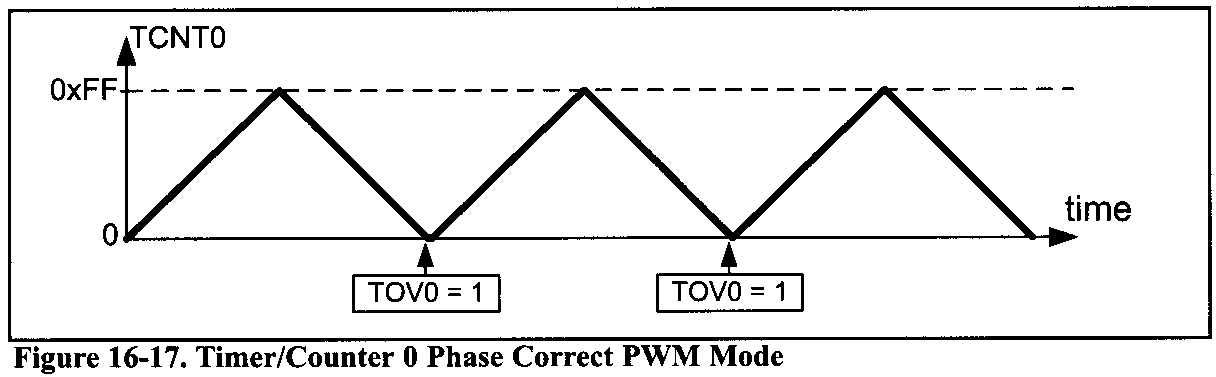 TCNT0
0xFF
0
time
TOV0 = 1
TOV0 = 1
Figure 16-17. Timer/Counter 0 Phase Correct PWM Mode